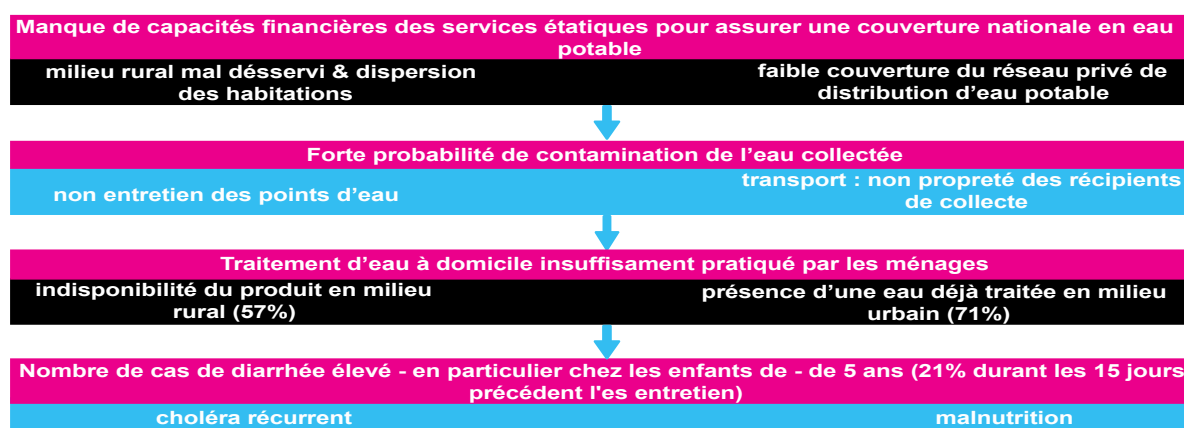 Manque de capacités financières des services étatiques pour assurer une couverture nationale en eau
potable
milieu rural mal désservi & dispersion
des habitations
faible couverture du réseau privé de
distribution d’eau potable
Forte probabilité de contamination de l’eau collectée
non entretien des points d’eau
transport : non propreté des récipients
de collecte
Traitement d’eau à domicile insuffisament pratiqué par les ménages
indisponibilité du produit en milieu
rural (57%)
présence d’une eau déjà traitée en milieu
urbain (71%)
Nombre de cas de diarrhée élevé - en particulier chez les enfants de - de 5 ans (21% durant les 15 jours
précédent l'es entretien)
choléra récurrent
malnutrition